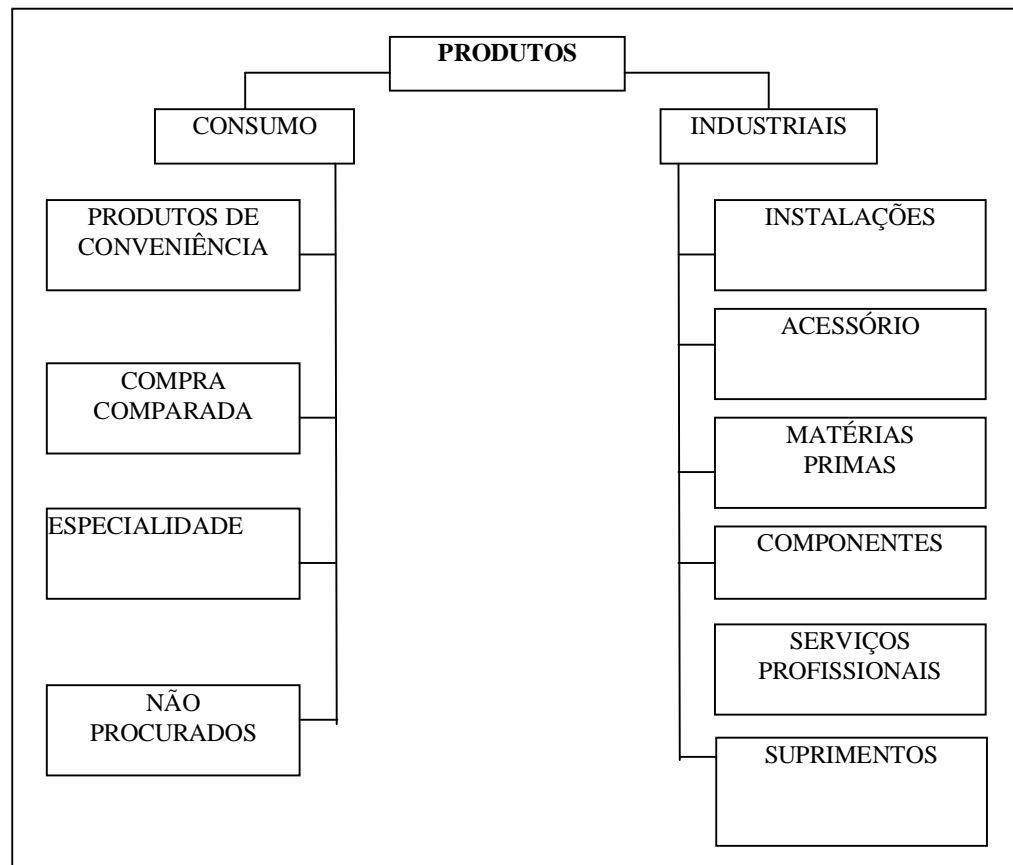 PRODUTOS
CONSUMO
PRODUTOS DE
CONVENIÊNCIA
COMPRA
COMPARADA
ESPECIALIDADE
NÃO
PROCURADOS
INDUSTRIAIS
INSTALAÇÕES
ACESSÓRIO
MATÉRIAS
PRIMAS
COMPONENTES
SERVIÇOS
PROFISSIONAIS
SUPRIMENTOS